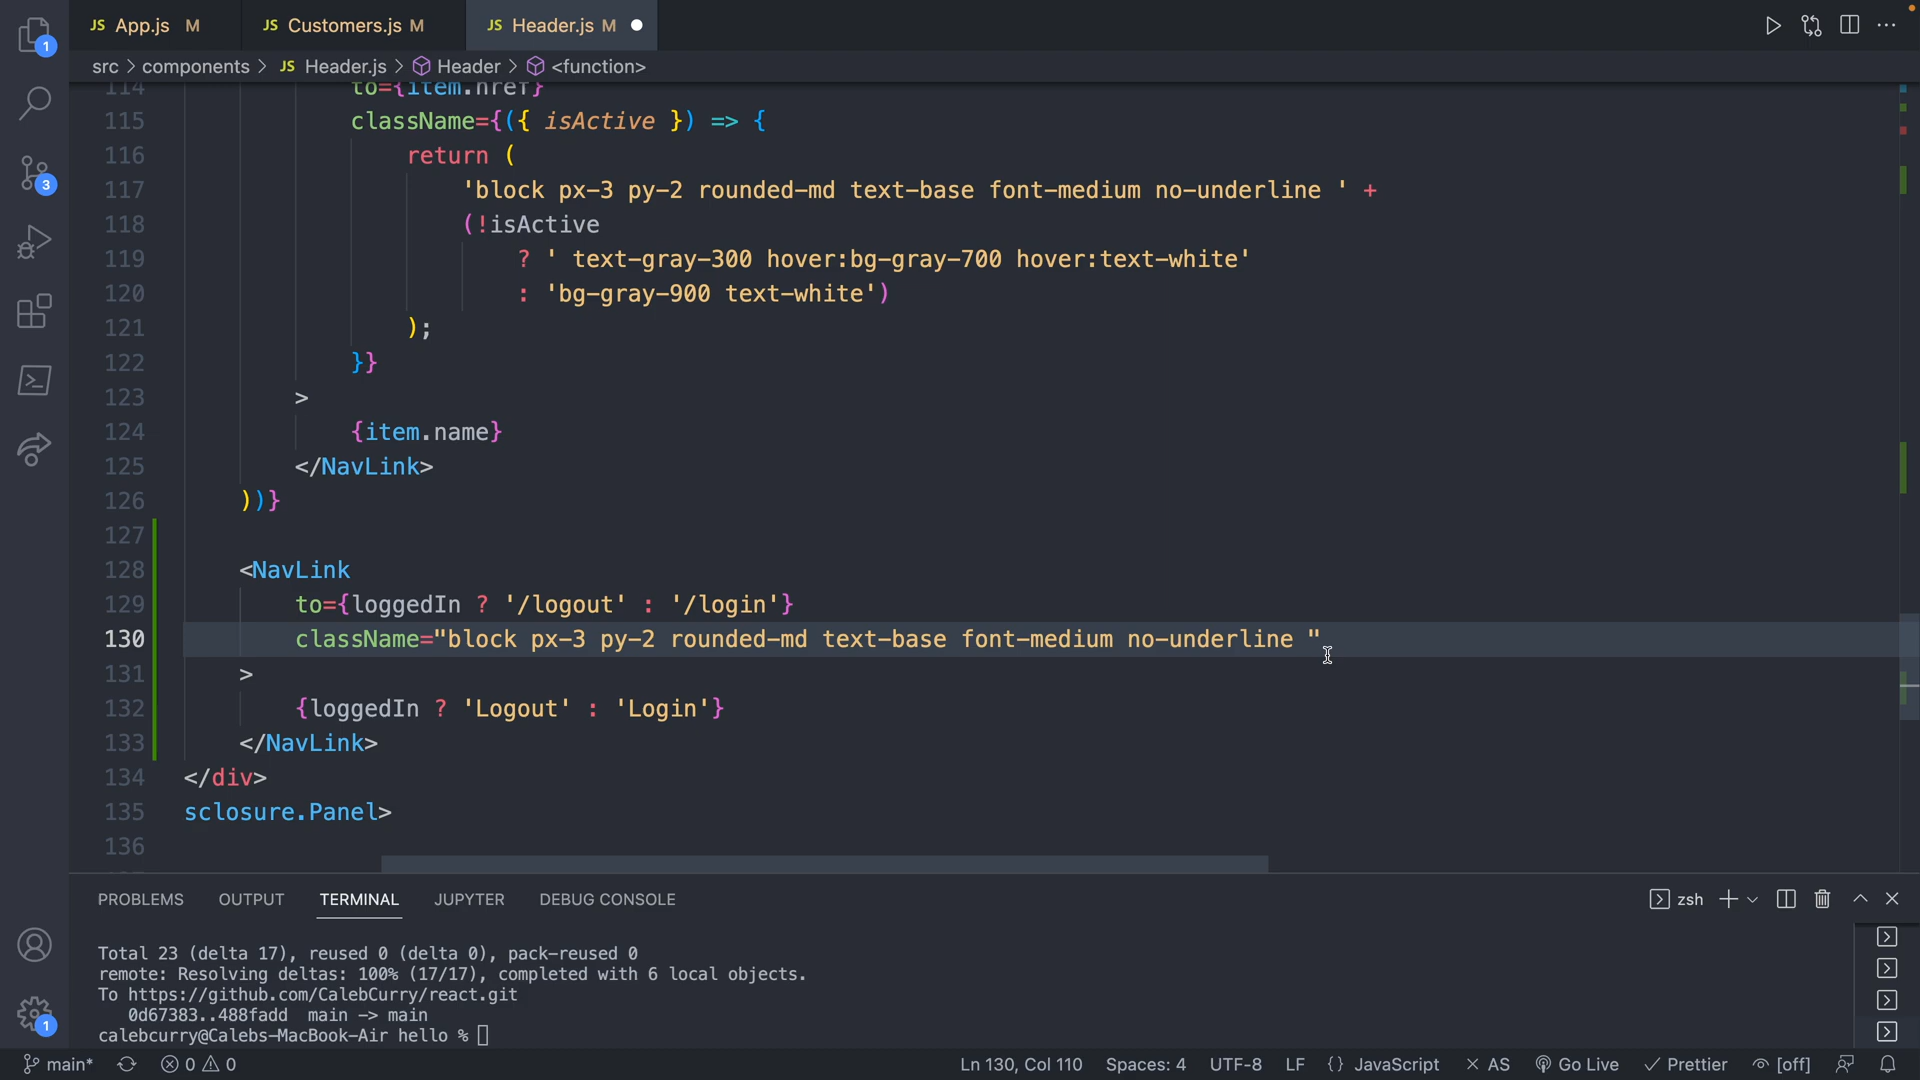 1
3
1
JS App.js M
JS Customers.js M
JS Header.js M
src > components > JS Header.js > Header > <function>
114 to={item.href}
115 className={({ isActive }) => {
116 return (
117 'block px-3 py-2 rounded-md text-base font-medium no-underline ' +
118 (!isActive
119 ? ' text-gray-300 hover:bg-gray-700 hover:text-white'
120 : 'bg-gray-900 text-white')
121 );
122 }}
123 >
124 {item.name}
125 </NavLink>
126 ))}
127
128 <NavLink
129 to={loggedIn ? '/logout' : '/login'}
130 className="block px-3 py-2 rounded-md text-base font-medium no-underline "
131 >
132 {loggedIn ? 'Logout' : 'Login'}
133 </NavLink>
134 </div>
135 sclosure.Panel>
136
PROBLEMS OUTPUT TERMINAL JUPYTER DEBUG CONSOLE
zsh
Total 23 (delta 17), reused 0 (delta 0), pack-reused 0
remote: Resolving deltas: 100% (17/17), completed with 6 local objects.
To https://github.com/CalebCurry/react.git
0d67383..488fadd main -> main
calebcurry@Calebs-MacBook-Air hello %
main* 0 0 Ln 130, Col 110 Spaces: 4 UTF-8 LF {} JavaScript × AS Go Live ✓ Prettier [off]